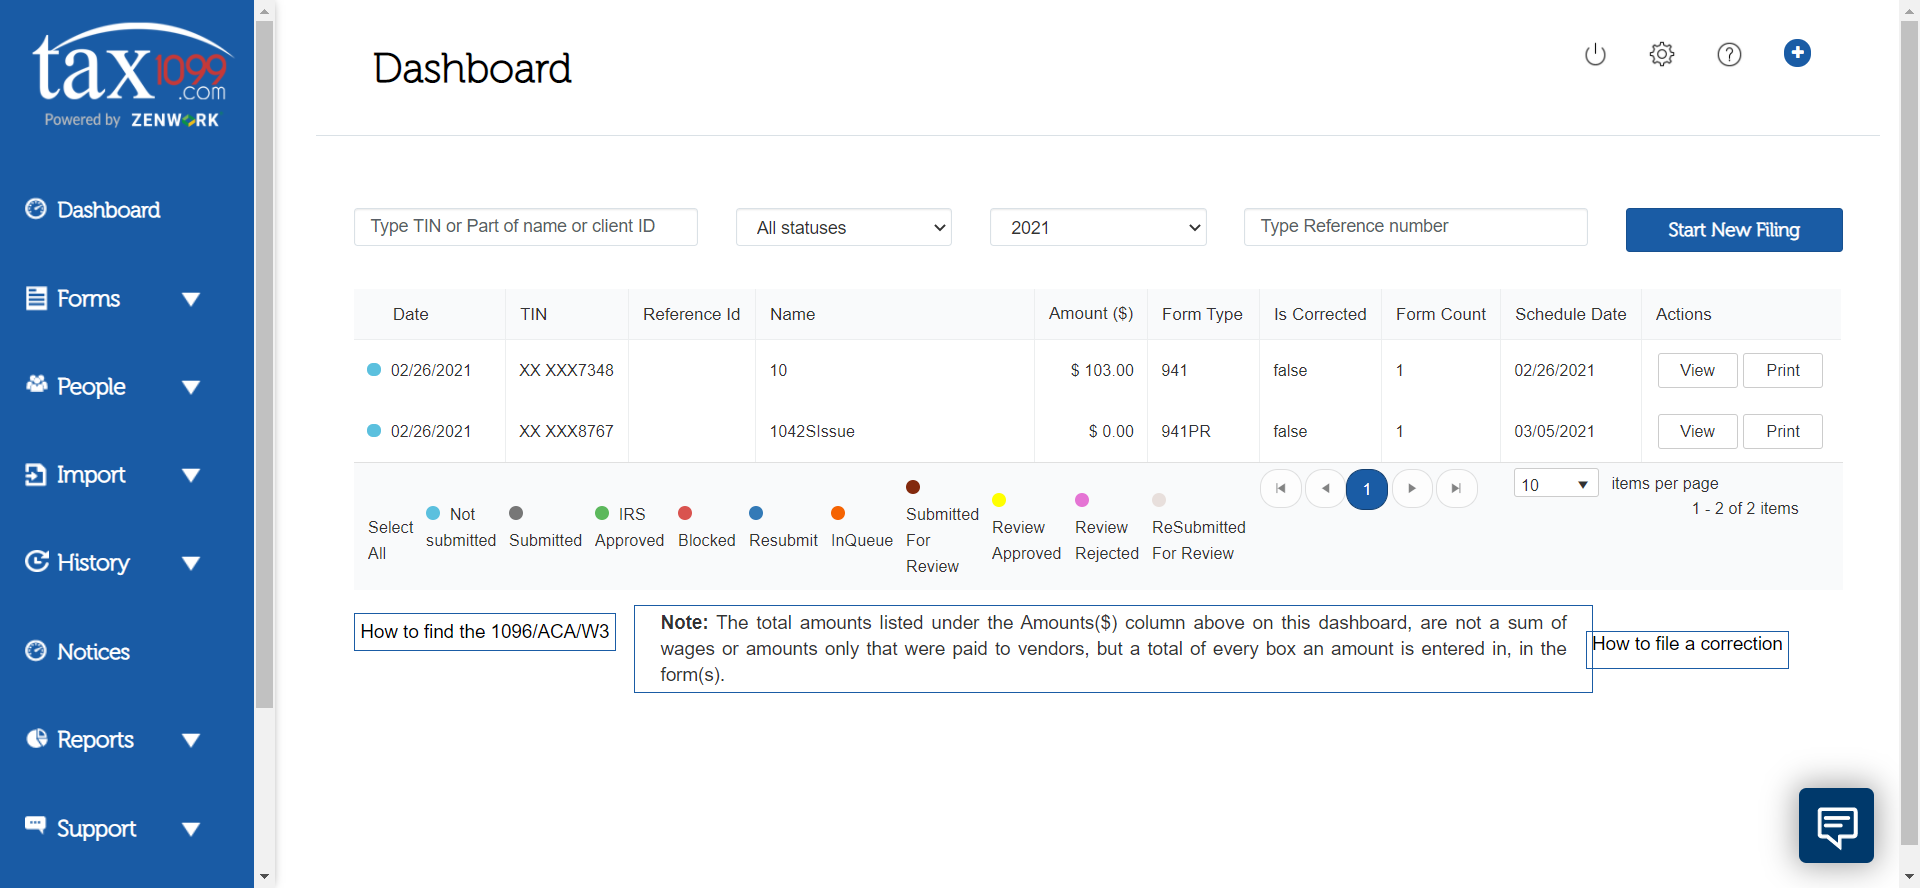 tax1099.com
Powered by ZENWORK
Dashboard
Forms
People
Import
History
Notices
Reports
Support
Dashboard
Type TIN or Part of name or client ID
All statuses
2021
Type Reference number
Start New Filing
Date TIN Reference Id Name Amount ($) Form Type Is Corrected Form Count Schedule Date Actions
02/26/2021 XX XXX7348 10 $ 103.00 941 false 1 02/26/2021 View Print
02/26/2021 XX XXX8767 1042SIssue $ 0.00 941PR false 1 03/05/2021 View Print
Select All
Not submitted
Submitted
IRS Approved
Blocked
Resubmit
InQueue
Submitted For Review
Review Approved
Review Rejected
ReSubmitted For Review
1
10 items per page
1 - 2 of 2 items
How to find the 1096/ACA/W3
Note: The total amounts listed under the Amounts($) column above on this dashboard, are not a sum of
wages or amounts only that were paid to vendors, but a total of every box an amount is entered in, in the
form(s).
How to file a correction